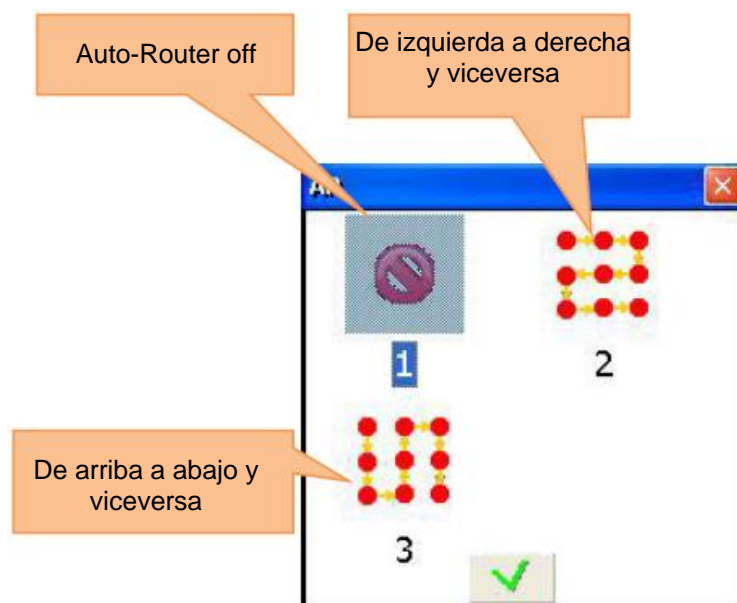 Auto-Router off
De izquierda a derecha
y viceversa
1
2
De arriba a abajo y
viceversa
3